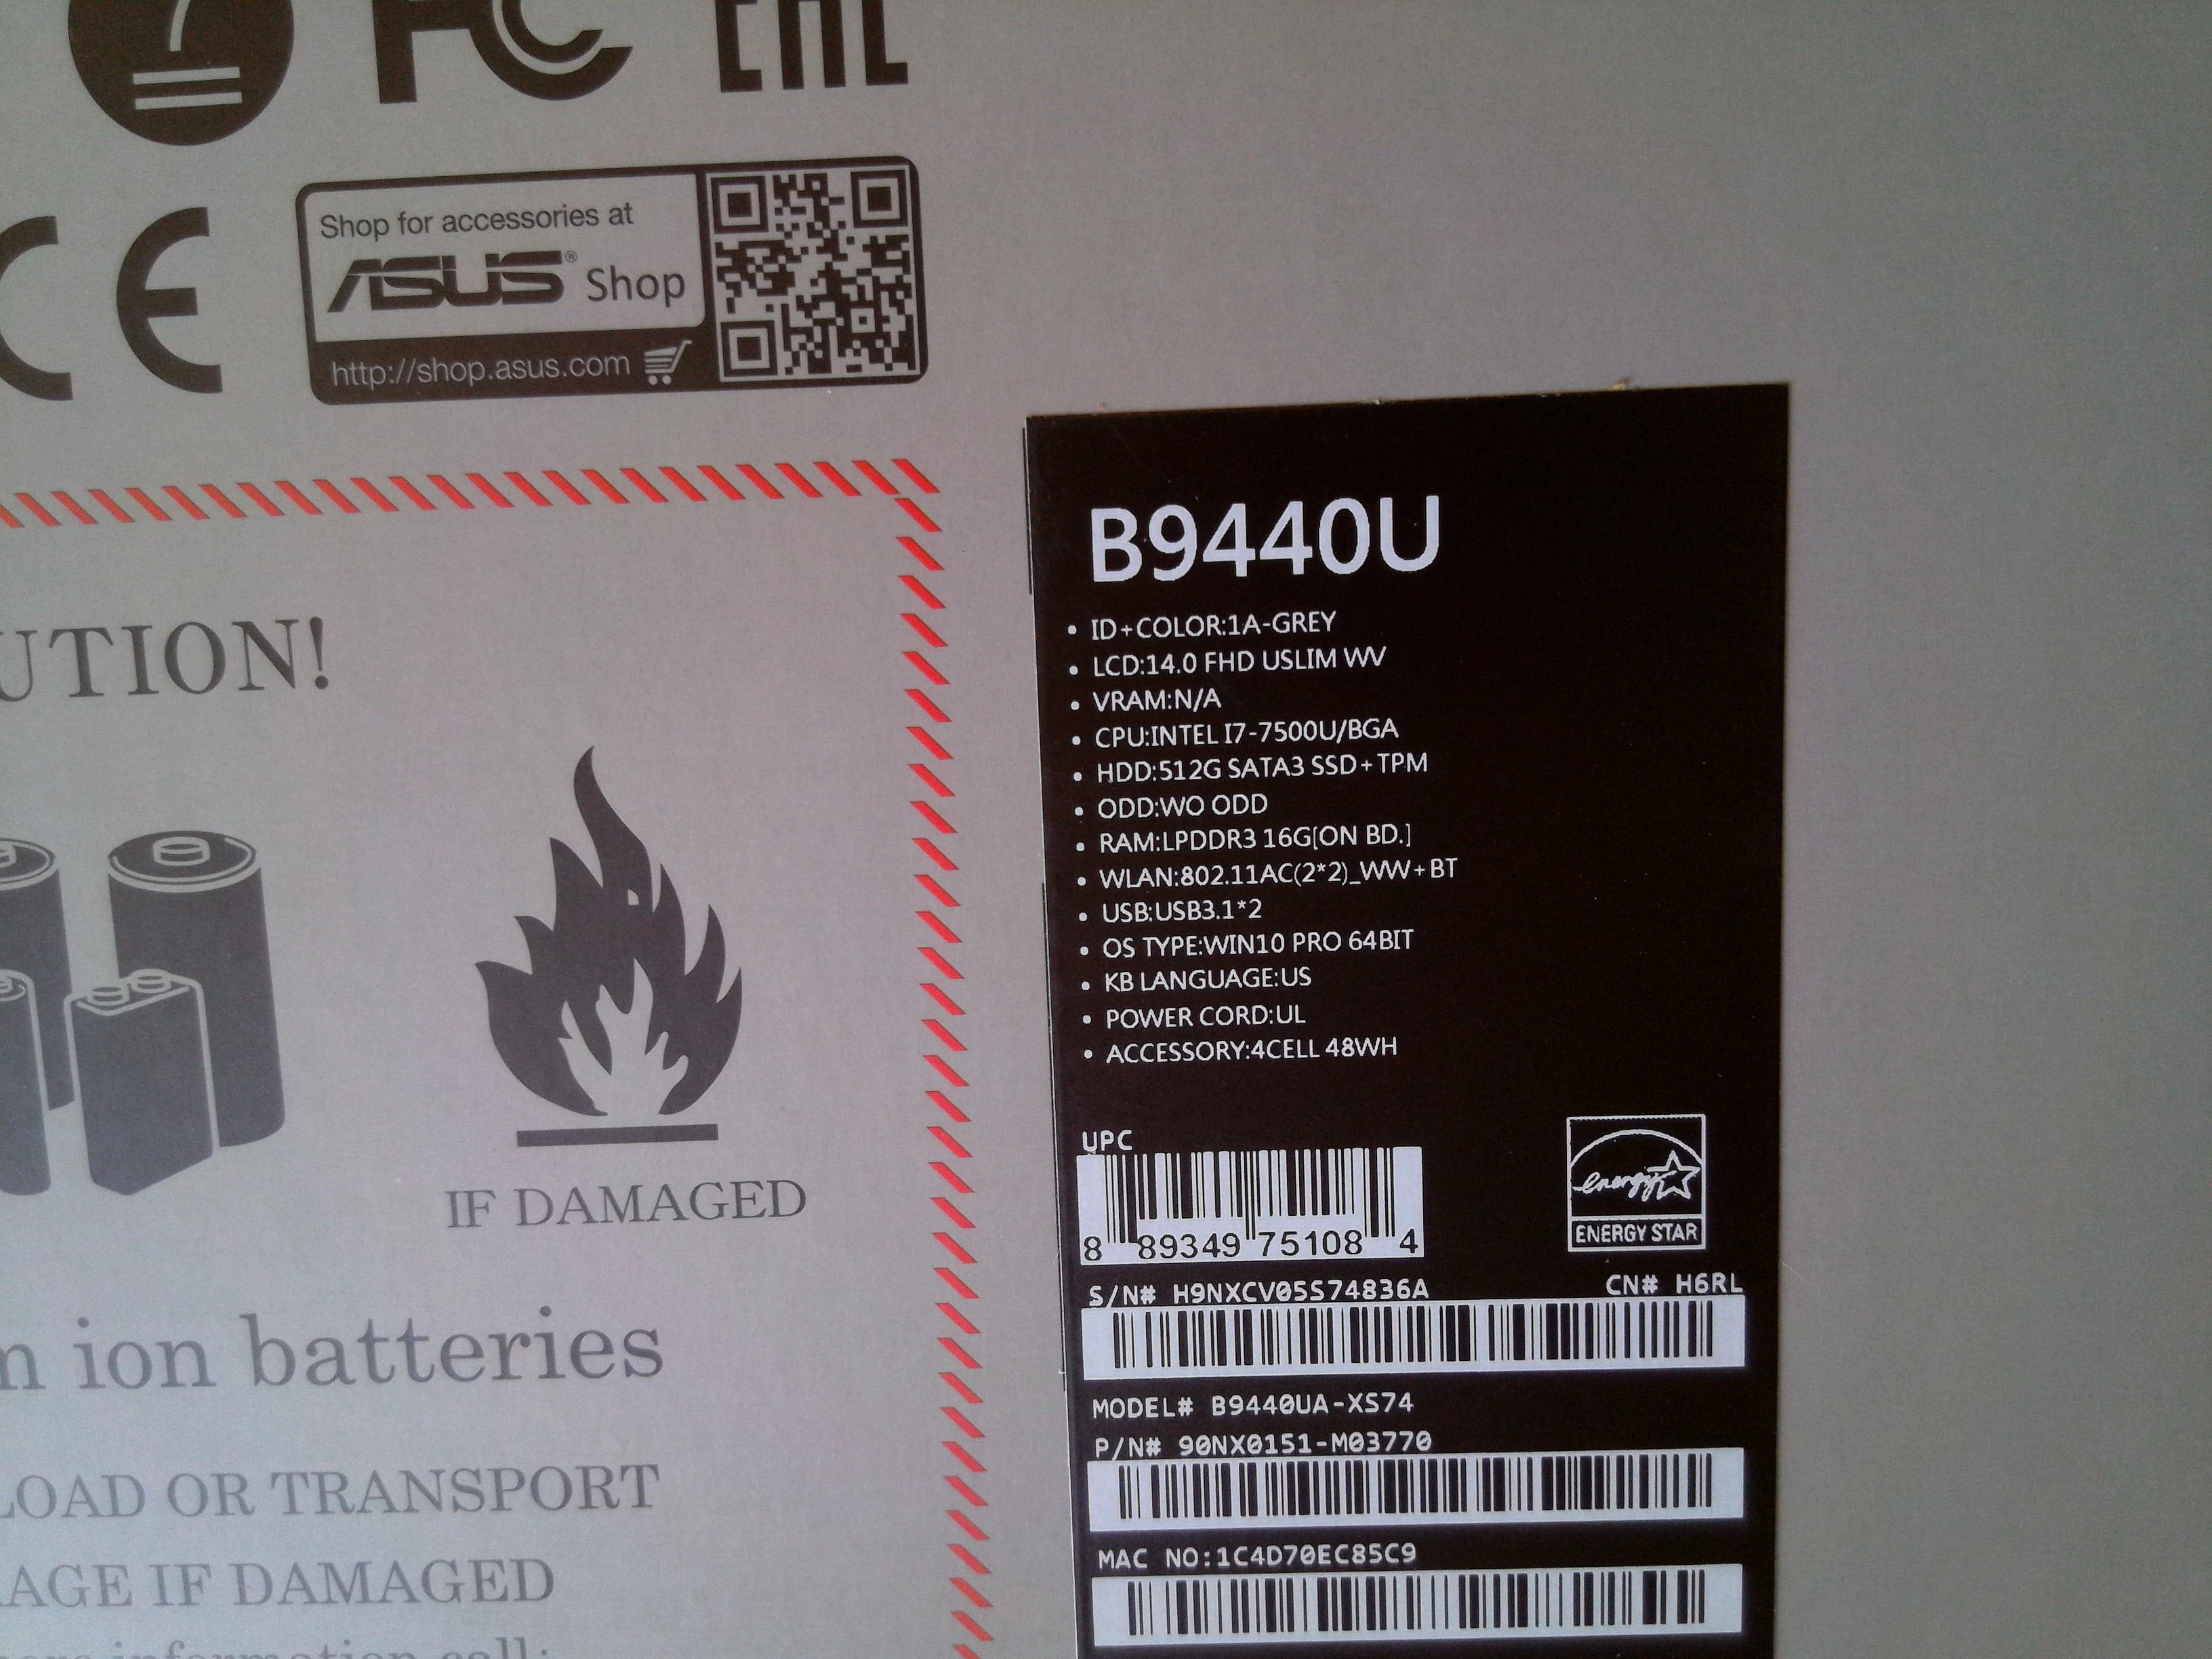 FC
EAC
CE
Shop for accessories at
ASUS® Shop
http://shop.asus.com
UTION!
IF DAMAGED
ion batteries
LOAD OR TRANSPORT
AGE IF DAMAGED
information call:
B9440U
• ID+COLOR:1A-GREY
• LCD:14.0 FHD USLIM WV
• VRAM:N/A
• CPU:INTEL I7-7500U/BGA
• HDD:512G SATA3 SSD+TPM
• ODD:WO ODD
• RAM:LPDDR3 16G[ON BD.]
• WLAN:802.11AC(2*2)_WW+BT
• USB:USB3.1*2
• OS TYPE:WIN10 PRO 64BIT
• KB LANGUAGE:US
• POWER CORD:UL
• ACCESSORY:4CELL 48WH
UPC
8 89349 75108 4
energy
ENERGY STAR
S/N# H9NXCV05S74836A CN# H6RL
MODEL# B9440UA-XS74
P/N# 90NX0151-M03770
MAC NO:1C4D70EC85C9